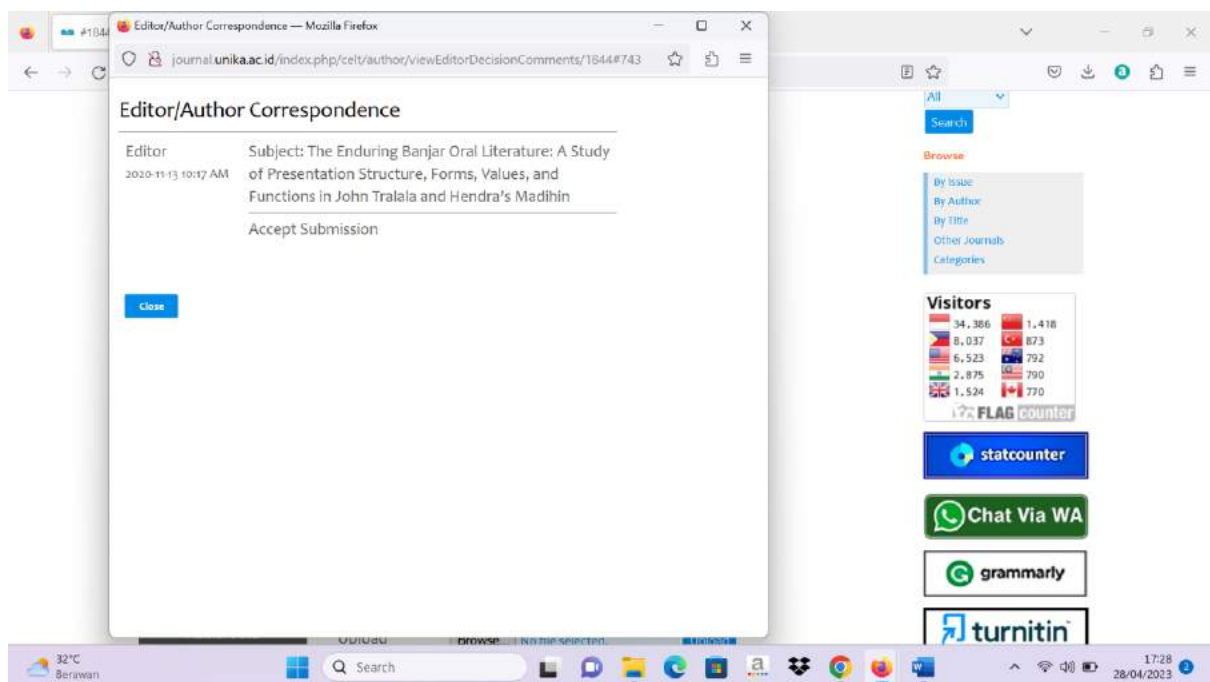 #1844
Editor/Author Correspondence — Mozilla Firefox
journal.unika.ac.id/index.php/celt/author/viewEditorDecisionComments/1844#743
Editor/Author Correspondence
Editor
2020-11-13 10:17 AM
Subject: The Enduring Banjar Oral Literature: A Study
of Presentation Structure, Forms, Values, and
Functions in John Tralala and Hendra's Madihin
Accept Submission
Close
All
Search
Browse
By Issue
By Author
By Title
Other Journals
Categories
Visitors
34,386 1,418
8,037 873
6,523 792
2,875 790
1,524 770
FLAG counter
statcounter
Chat Via WA
grammarly
turnitin
Upload Browse... No file selected. Upload
32°C
Berawan
Search
17:28
28/04/2023
2